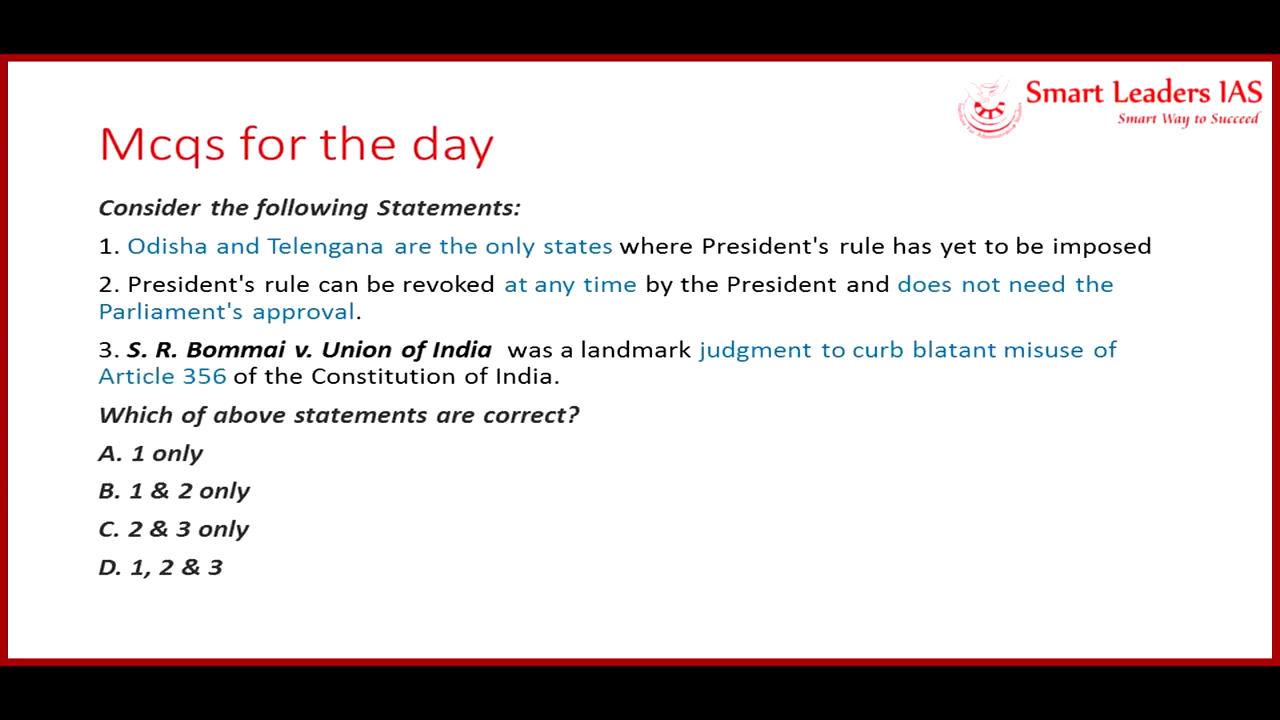 Smart Leaders IAS
Smart Way to Succeed
Mcqs for the day
Consider the following Statements:
1. Odisha and Telengana are the only states where President's rule has yet to be imposed
2. President's rule can be revoked at any time by the President and does not need the
Parliament's approval.
3. S. R. Bommai v. Union of India was a landmark judgment to curb blatant misuse of
Article 356 of the Constitution of India.
Which of above statements are correct?
A. 1 only
B. 1 & 2 only
C. 2 & 3 only
D. 1, 2 & 3